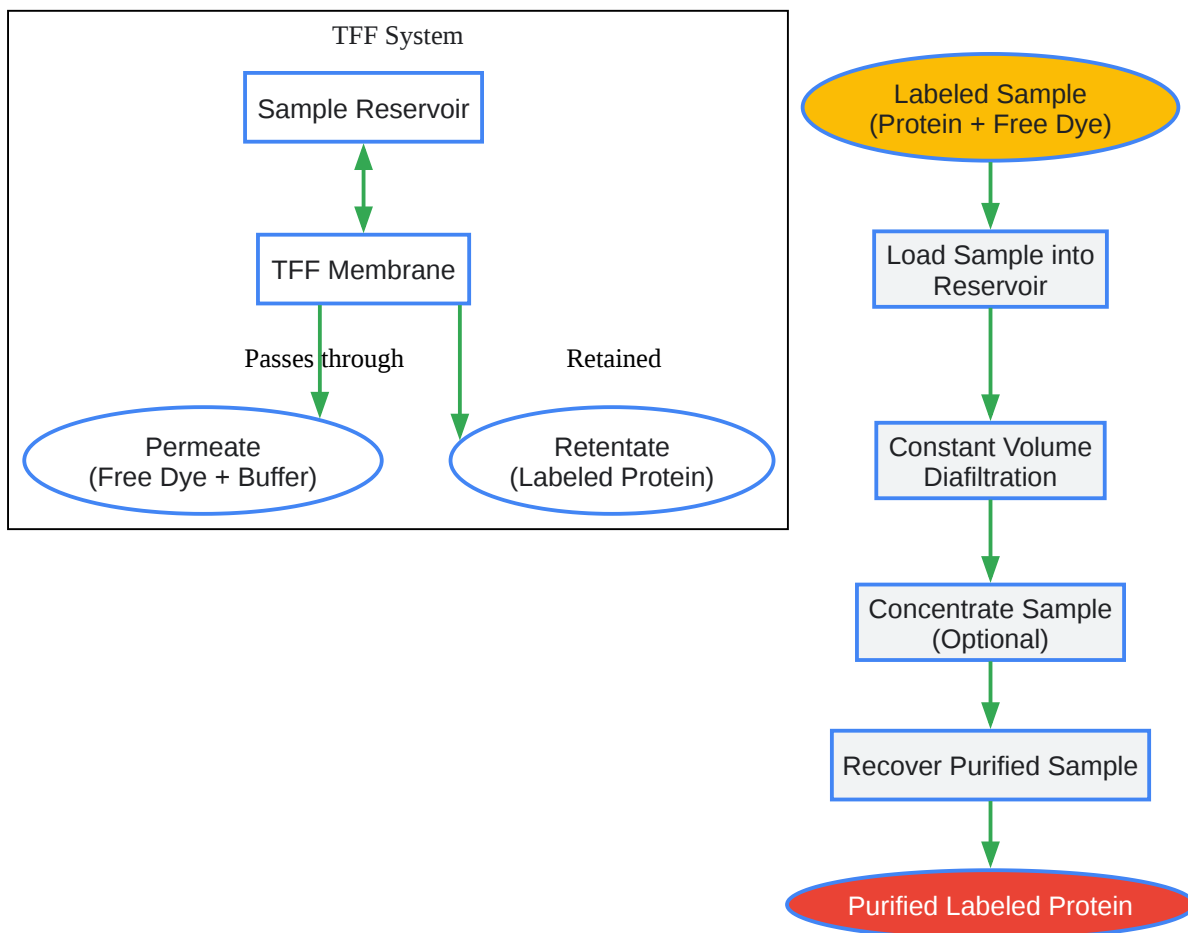 TFF System
Sample Reservoir
TFF Membrane
Passes through
Retained
Permeate
(Free Dye + Buffer)
Retentate
(Labeled Protein)
Labeled Sample
(Protein + Free Dye)
Load Sample into
Reservoir
Constant Volume
Diafiltration
Concentrate Sample
(Optional)
Recover Purified Sample
Purified Labeled Protein